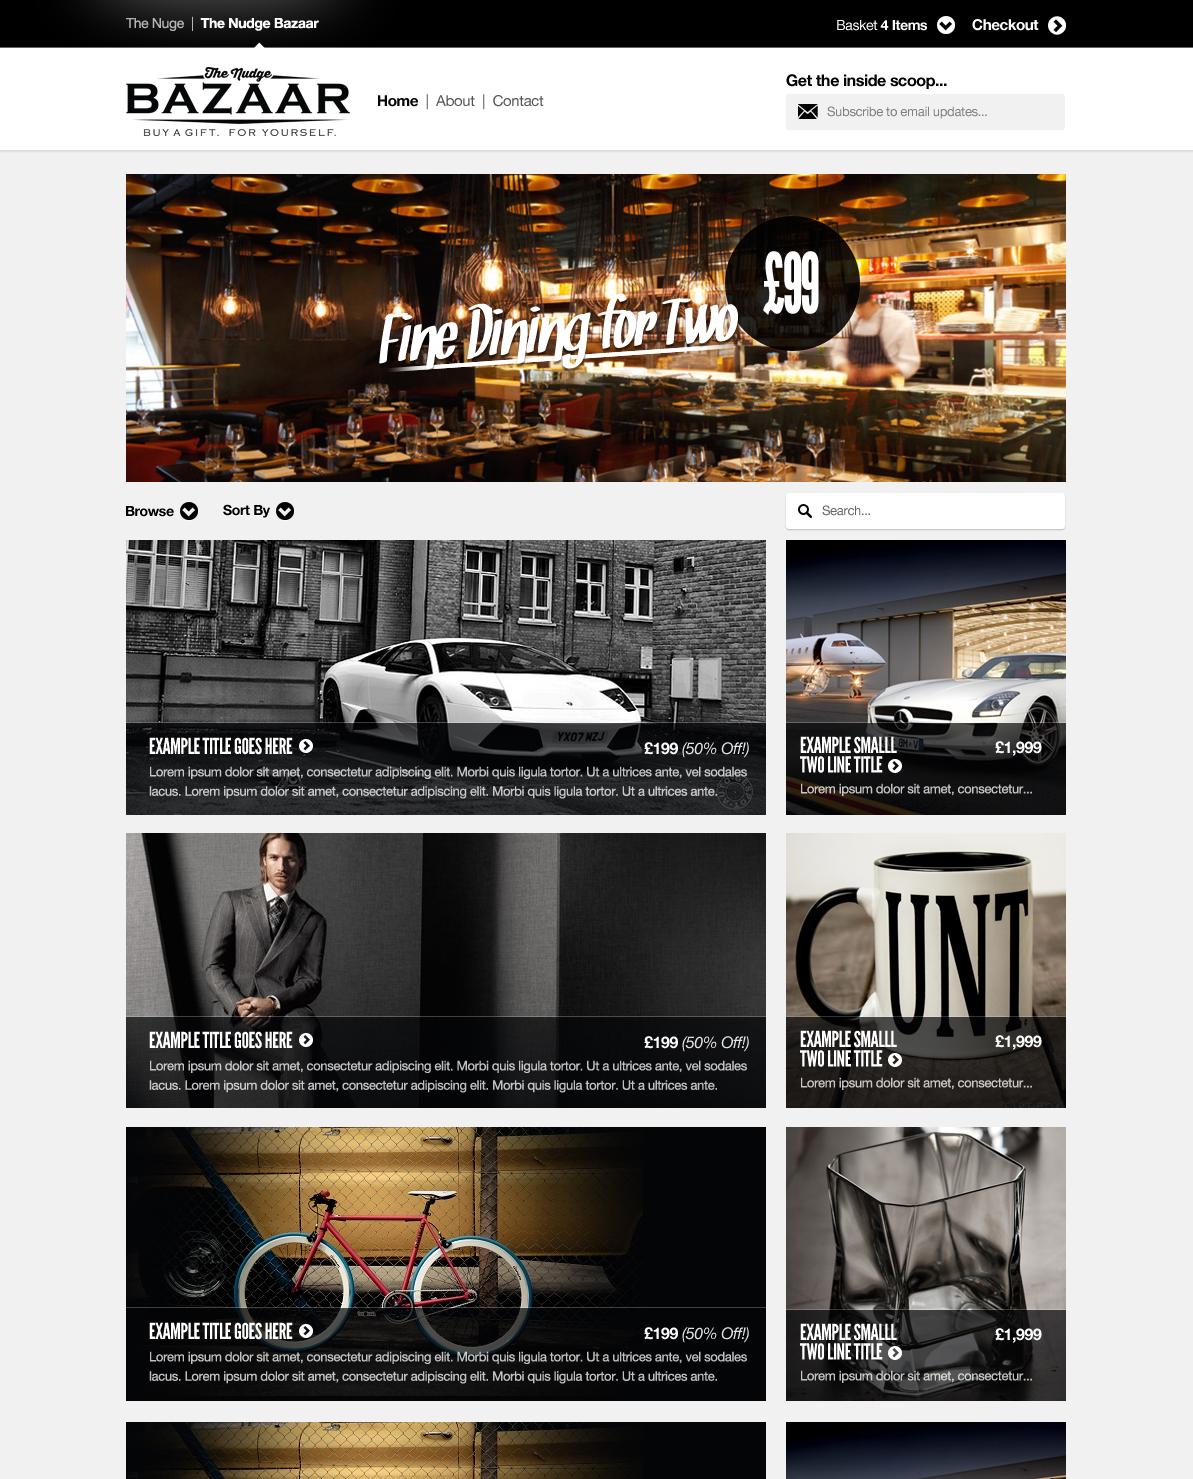 The Nuge | The Nudge Bazaar
Basket 4 Items
Checkout
The Nudge
BAZAAR
BUY A GIFT. FOR YOURSELF.
Home | About | Contact
Get the inside scoop...
Subscribe to email updates...
Fine Dining for Two
£99
Browse
Sort By
Search...
YX07 MZJ
EXAMPLE TITLE GOES HERE
£199 (50% Off!)
Lorem ipsum dolor sit amet, consectetur adipiscing elit. Morbi quis ligula tortor. Ut a ultrices ante, vel sodales
lacus. Lorem ipsum dolor sit amet, consectetur adipiscing elit. Morbi quis ligula tortor. Ut a ultrices ante.
EXAMPLE SMALLL
TWO LINE TITLE
£1,999
Lorem ipsum dolor sit amet, consectetur...
EXAMPLE TITLE GOES HERE
£199 (50% Off!)
Lorem ipsum dolor sit amet, consectetur adipiscing elit. Morbi quis ligula tortor. Ut a ultrices ante, vel sodales
lacus. Lorem ipsum dolor sit amet, consectetur adipiscing elit. Morbi quis ligula tortor. Ut a ultrices ante.
UNT
EXAMPLE SMALLL
TWO LINE TITLE
£1,999
Lorem ipsum dolor sit amet, consectetur...
EXAMPLE TITLE GOES HERE
£199 (50% Off!)
Lorem ipsum dolor sit amet, consectetur adipiscing elit. Morbi quis ligula tortor. Ut a ultrices ante, vel sodales
lacus. Lorem ipsum dolor sit amet, consectetur adipiscing elit. Morbi quis ligula tortor. Ut a ultrices ante.
EXAMPLE SMALLL
TWO LINE TITLE
£1,999
Lorem ipsum dolor sit amet, consectetur...